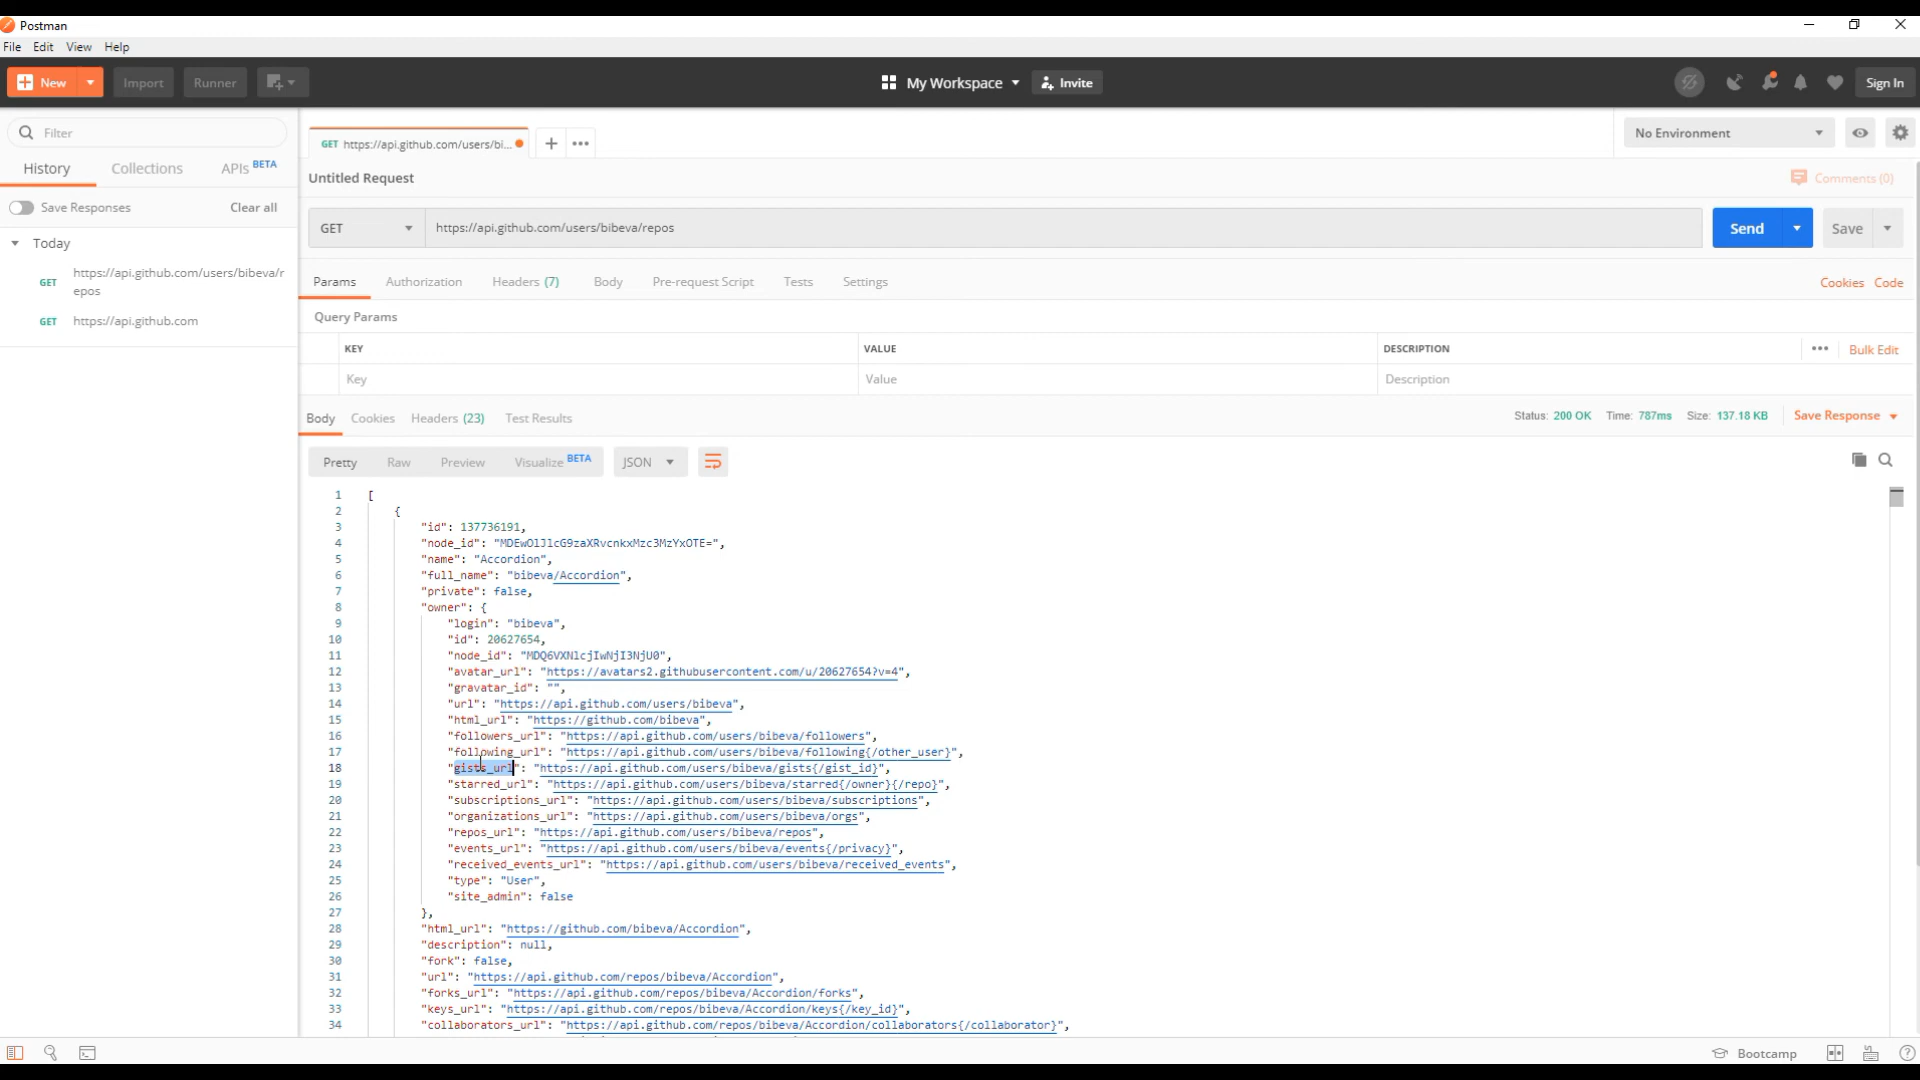 Postman
File Edit View Help
New Import Runner My Workspace Invite Sign In
Filter
History Collections APIs BETA
Save Responses Clear all
Today
GET https://api.github.com/users/bibeva/r
epos
GET https://api.github.com
GET https://api.github.com/users/bi... + ••• No Environment
Untitled Request Comments (0)
GET https://api.github.com/users/bibeva/repos Send Save
Params Authorization Headers (7) Body Pre-request Script Tests Settings Cookies Code
Query Params
KEY VALUE DESCRIPTION ••• Bulk Edit
Key Value Description
Body Cookies Headers (23) Test Results Status: 200 OK Time: 787ms Size: 137.18 KB Save Response
Pretty Raw Preview Visualize BETA JSON
1 [
2 {
3 "id": 137736191,
4 "node_id": "MDEwOlJlcG9zaXRvcnkxMzc3MzYxOTE=",
5 "name": "Accordion",
6 "full_name": "bibeva/Accordion",
7 "private": false,
8 "owner": {
9 "login": "bibeva",
10 "id": 20627654,
11 "node_id": "MDQ6VXNlcjIwNjI3NjU0",
12 "avatar_url": "https://avatars2.githubusercontent.com/u/20627654?v=4",
13 "gravatar_id": "",
14 "url": "https://api.github.com/users/bibeva",
15 "html_url": "https://github.com/bibeva",
16 "followers_url": "https://api.github.com/users/bibeva/followers",
17 "following_url": "https://api.github.com/users/bibeva/following{/other_user}",
18 "gists_url": "https://api.github.com/users/bibeva/gists{/gist_id}",
19 "starred_url": "https://api.github.com/users/bibeva/starred{/owner}{/repo}",
20 "subscriptions_url": "https://api.github.com/users/bibeva/subscriptions",
21 "organizations_url": "https://api.github.com/users/bibeva/orgs",
22 "repos_url": "https://api.github.com/users/bibeva/repos",
23 "events_url": "https://api.github.com/users/bibeva/events{/privacy}",
24 "received_events_url": "https://api.github.com/users/bibeva/received_events",
25 "type": "User",
26 "site_admin": false
27 },
28 "html_url": "https://github.com/bibeva/Accordion",
29 "description": null,
30 "fork": false,
31 "url": "https://api.github.com/repos/bibeva/Accordion",
32 "forks_url": "https://api.github.com/repos/bibeva/Accordion/forks",
33 "keys_url": "https://api.github.com/repos/bibeva/Accordion/keys{/key_id}",
34 "collaborators_url": "https://api.github.com/repos/bibeva/Accordion/collaborators{/collaborator}",
Bootcamp